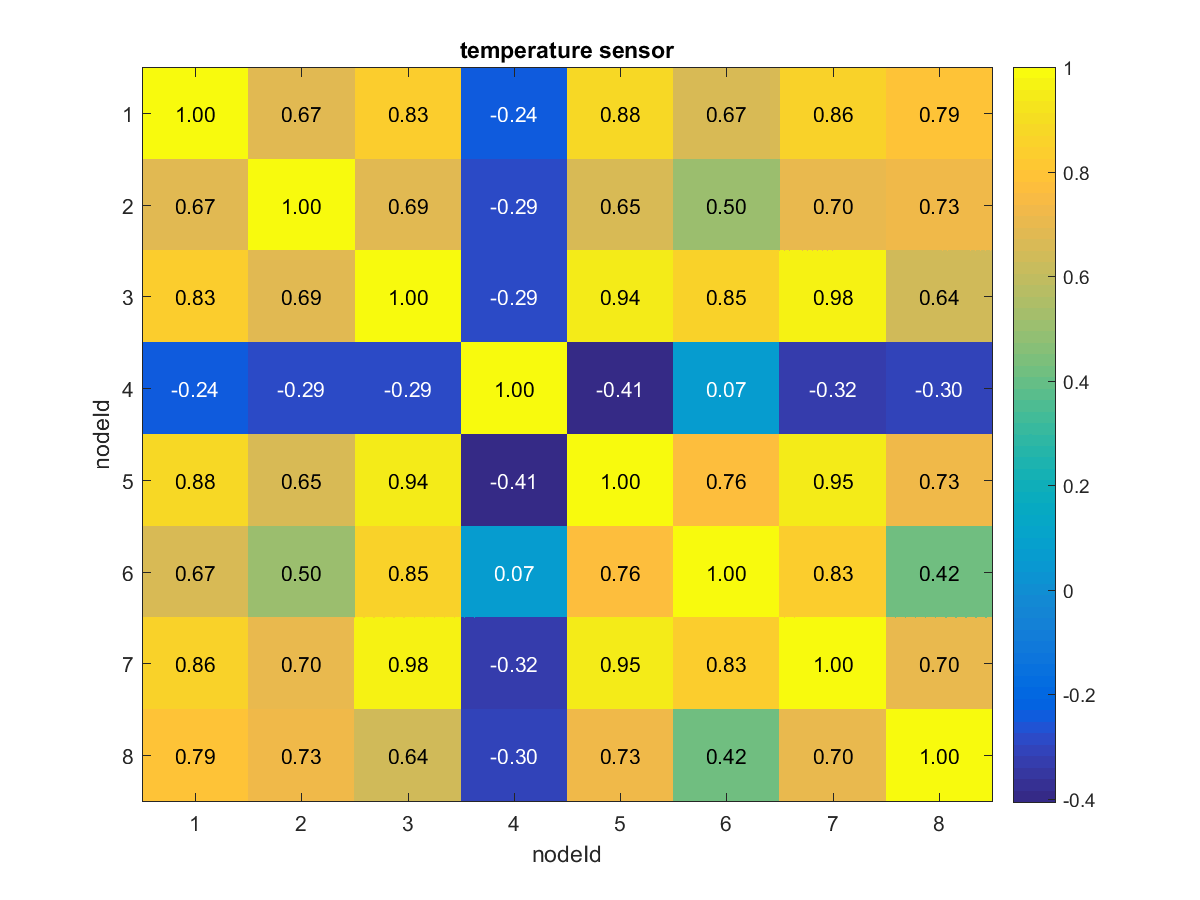 temperature sensor
1 1.00 0.67 0.83 -0.24 0.88 0.67 0.86 0.79
2 0.67 1.00 0.69 -0.29 0.65 0.50 0.70 0.73
3 0.83 0.69 1.00 -0.29 0.94 0.85 0.98 0.64
4 -0.24 -0.29 -0.29 1.00 -0.41 0.07 -0.32 -0.30
5 0.88 0.65 0.94 -0.41 1.00 0.76 0.95 0.73
6 0.67 0.50 0.85 0.07 0.76 1.00 0.83 0.42
7 0.86 0.70 0.98 -0.32 0.95 0.83 1.00 0.70
8 0.79 0.73 0.64 -0.30 0.73 0.42 0.70 1.00
1 2 3 4 5 6 7 8
nodeId
nodeId
1
0.8
0.6
0.4
0.2
0
-0.2
-0.4